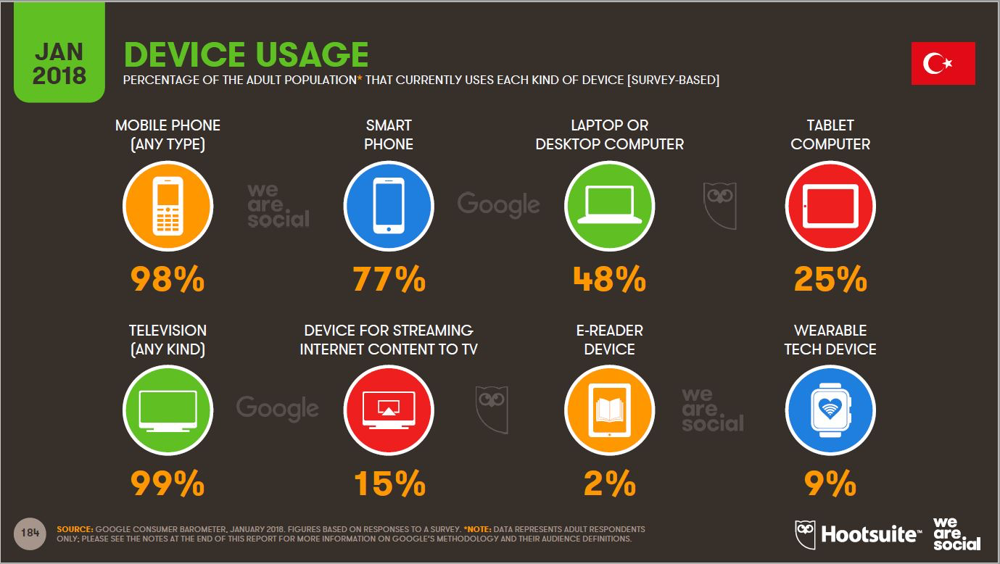 JAN
2018
DEVICE USAGE
PERCENTAGE OF THE ADULT POPULATION* THAT CURRENTLY USES EACH KIND OF DEVICE [SURVEY-BASED]
MOBILE PHONE
(ANY TYPE)
SMART
PHONE
LAPTOP OR
DESKTOP COMPUTER
TABLET
COMPUTER
we
are
social
Google
98%
77%
48%
25%
TELEVISION
(ANY KIND)
DEVICE FOR STREAMING
INTERNET CONTENT TO TV
E-READER
DEVICE
WEARABLE
TECH DEVICE
Google
we
are
social
99%
15%
2%
9%
184
SOURCE: GOOGLE CONSUMER BAROMETER, JANUARY 2018. FIGURES BASED ON RESPONSES TO A SURVEY. *NOTE: DATA REPRESENTS ADULT RESPONDENTS
ONLY; PLEASE SEE THE NOTES AT THE END OF THIS REPORT FOR MORE INFORMATION ON GOOGLE'S METHODOLOGY AND THEIR AUDIENCE DEFINITIONS.
Hootsuite™
we
are
social